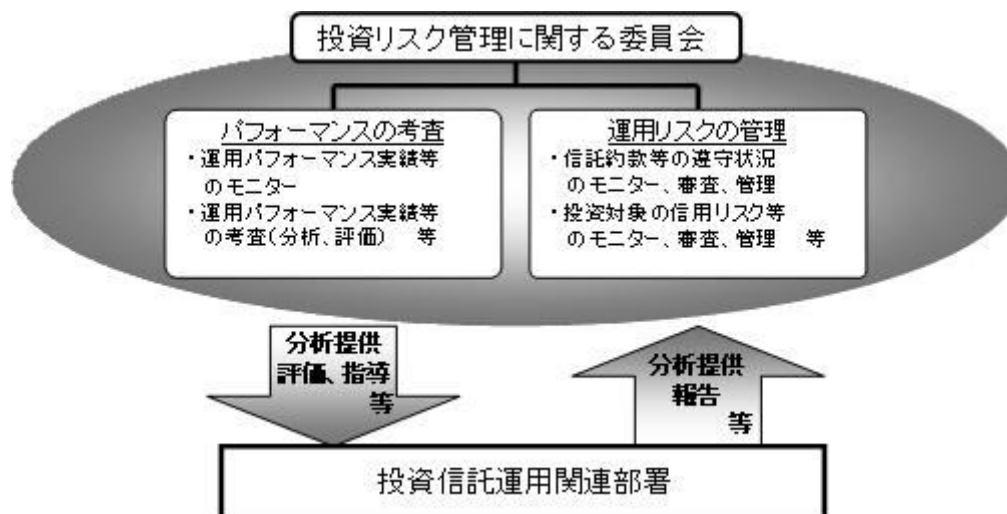 投資リスク管理に関する委員会
パフォーマンスの考査
・運用パフォーマンス実績等
のモニター
・運用パフォーマンス実績等
の考査(分析、評価) 等
運用リスクの管理
・信託約款等の遵守状況
のモニター、審査、管理
・投資対象の信用リスク等
のモニター、審査、管理 等
分析提供
評価、指導
等
分析提供
報告
等
投資信託運用関連部署